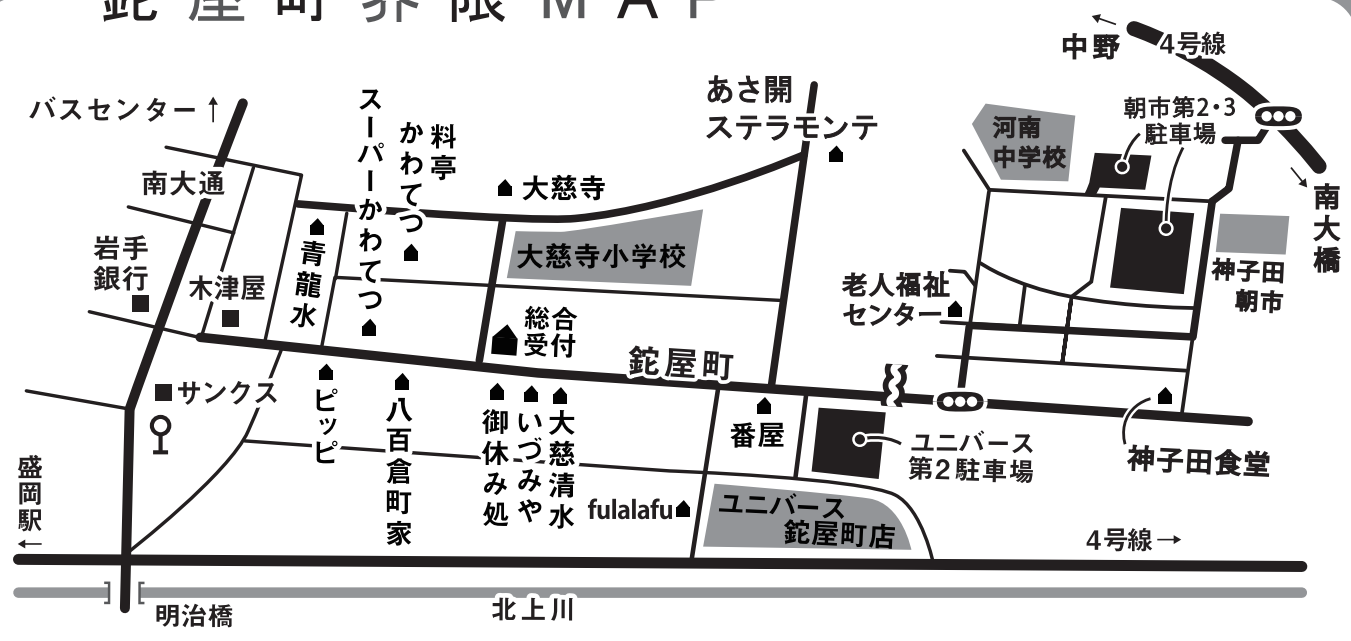 鉈屋町界隈MAP
バスセンター↑
南大通
岩手
銀行
木津屋
青龍水
スーパーかわてつ
料亭
かわてつ
大慈寺
大慈寺小学校
総合
受付
あさ開
ステラモンテ
鉈屋町
サンクス
ピッピ
八百倉町家
御休み処
いづみや
大慈清水
番屋
fulalafu
ユニバース
鉈屋町店
ユニバース
第2駐車場
老人福祉
センター
河南
中学校
←
中野
4号線
朝市第2・3
駐車場
→
南大橋
神子田
朝市
神子田食堂
4号線→
盛岡駅
←
明治橋
北上川